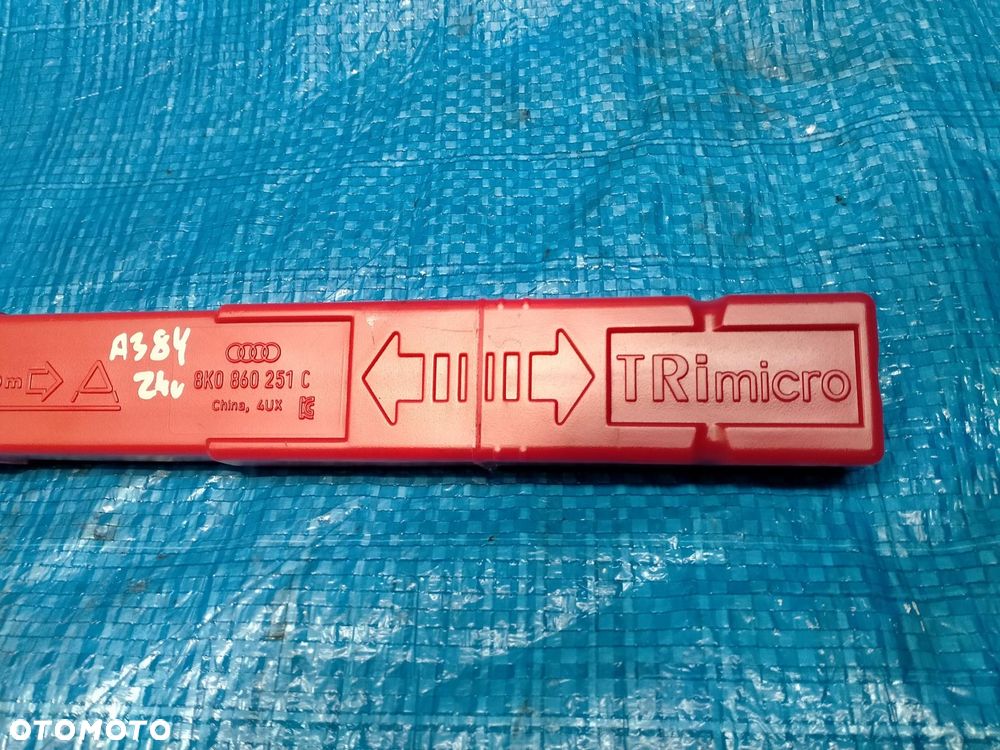 A384
24v
8K0 860 251 C
China, 4UX
TRimicro
OTOMOTO